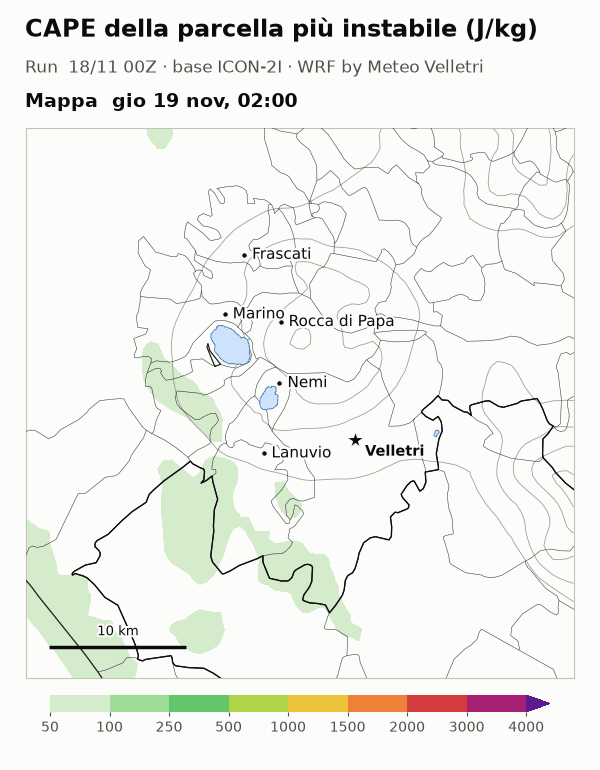 CAPE della parcella più instabile (J/kg)
Run  18/11 00Z · base ICON-2I · WRF by Meteo Velletri
Mappa  gio 19 nov, 02:00
Frascati
Marino
Rocca di Papa
Nemi
Velletri
Lanuvio
10 km
50 100 250 500 1000 1500 2000 3000 4000